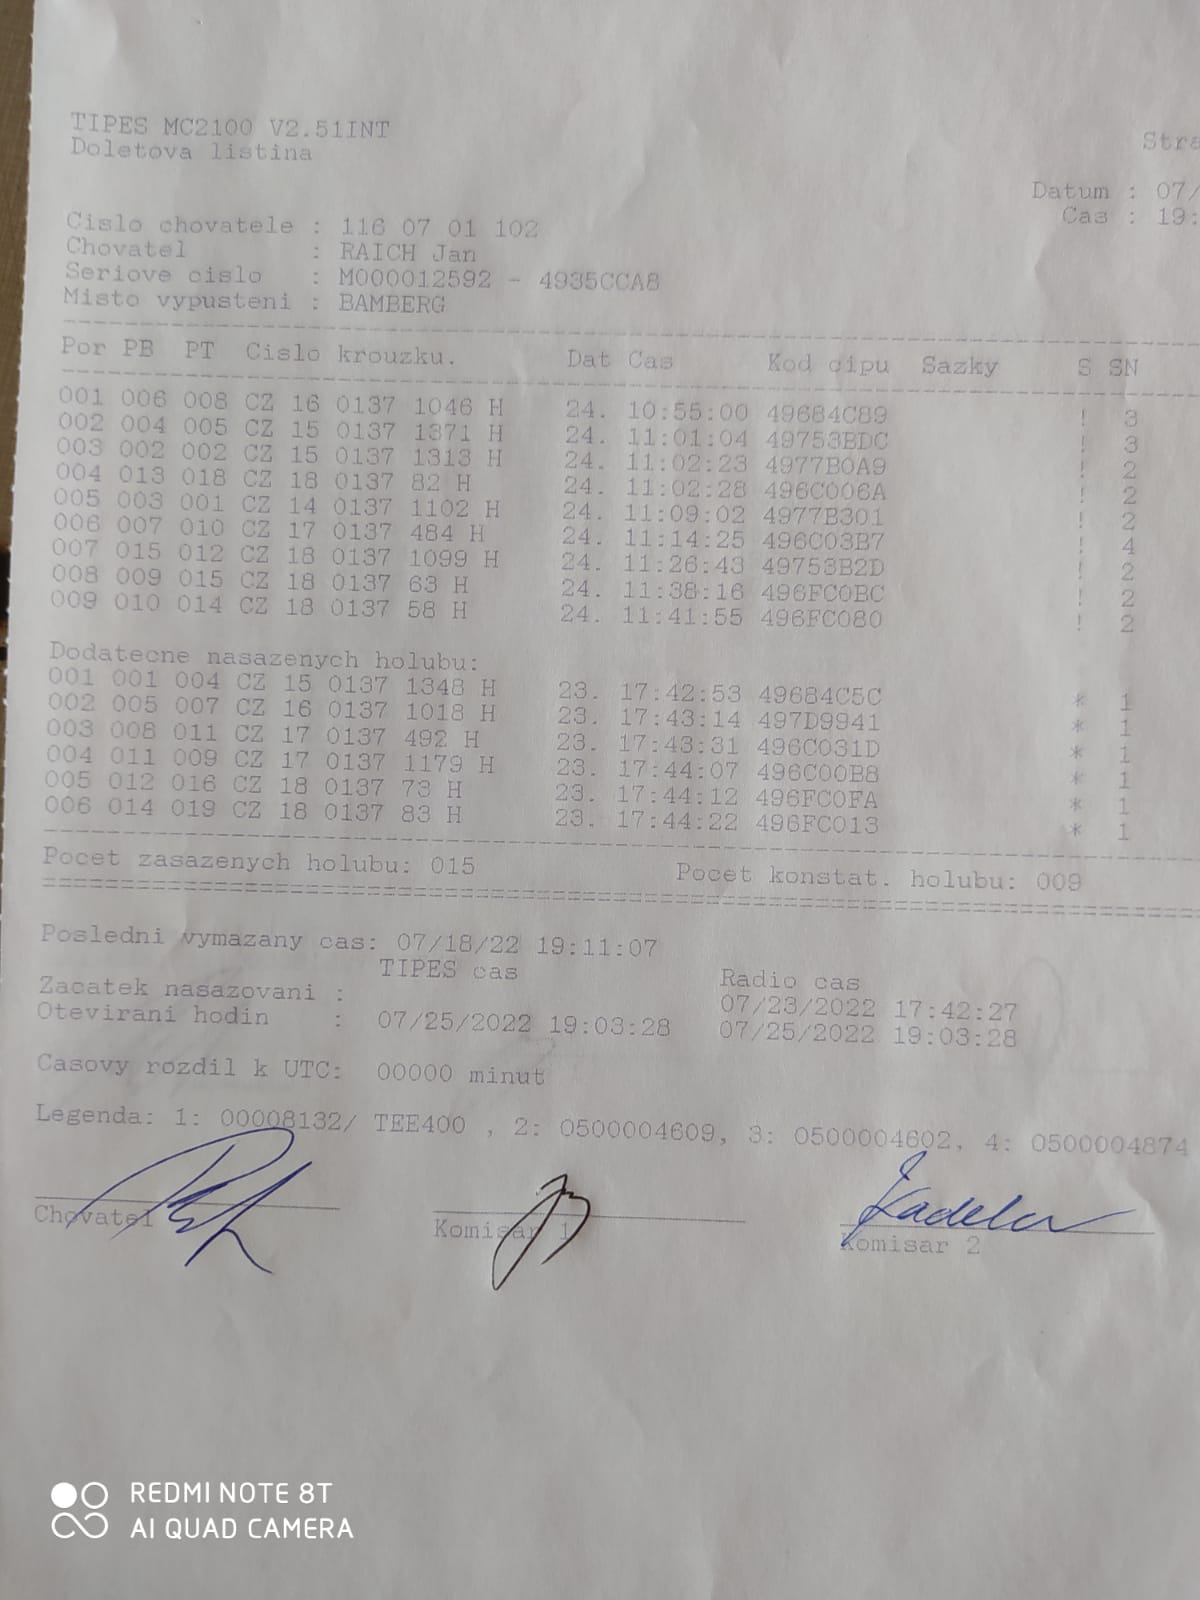 TIPES MC2100 V2.51INT
Doletova listina
Stra
Datum : 07/
Cas : 19:
Cislo chovatele : 116 07 01 102
Chovatel : RAICH Jan
Seriove cislo : M000012592 - 4935CCA8
Misto vypusteni : BAMBERG
Por PB PT Cislo krouzku. Dat Cas Kod cipu Sazky S SN
001 006 008 CZ 16 0137 1046 H 24. 10:55:00 49684C89 ! 3
002 004 005 CZ 15 0137 1371 H 24. 11:01:04 49753BDC ! 3
003 002 002 CZ 15 0137 1313 H 24. 11:02:23 4977B0A9 ! 2
004 013 018 CZ 18 0137 82 H 24. 11:02:28 496C006A ! 2
005 003 001 CZ 14 0137 1102 H 24. 11:09:02 4977B301 ! 2
006 007 010 CZ 17 0137 484 H 24. 11:14:25 496C03B7 ! 4
007 015 012 CZ 18 0137 1099 H 24. 11:26:43 49753B2D ! 2
008 009 015 CZ 18 0137 63 H 24. 11:38:16 496FC0BC ! 2
009 010 014 CZ 18 0137 58 H 24. 11:41:55 496FC080 ! 2
Dodatecne nasazenych holubu:
001 001 004 CZ 15 0137 1348 H 23. 17:42:53 49684C5C * 1
002 005 007 CZ 16 0137 1018 H 23. 17:43:14 497D9941 * 1
003 008 011 CZ 17 0137 492 H 23. 17:43:31 496C031D * 1
004 011 009 CZ 17 0137 1179 H 23. 17:44:07 496C00B8 * 1
005 012 016 CZ 18 0137 73 H 23. 17:44:12 496FC0FA * 1
006 014 019 CZ 18 0137 83 H 23. 17:44:22 496FC013 * 1
Pocet zasazenych holubu: 015 Pocet konstat. holubu: 009
Posledni vymazany cas: 07/18/22 19:11:07
TIPES cas Radio cas
Zacatek nasazovani : 07/23/2022 17:42:27
Otevirani hodin : 07/25/2022 19:03:28 07/25/2022 19:03:28
Casovy rozdil k UTC: 00000 minut
Legenda: 1: 00008132/ TEE400 , 2: 0500004609, 3: 0500004602, 4: 0500004874
Chovatel Komisar 1 Komisar 2
REDMI NOTE 8T
AI QUAD CAMERA